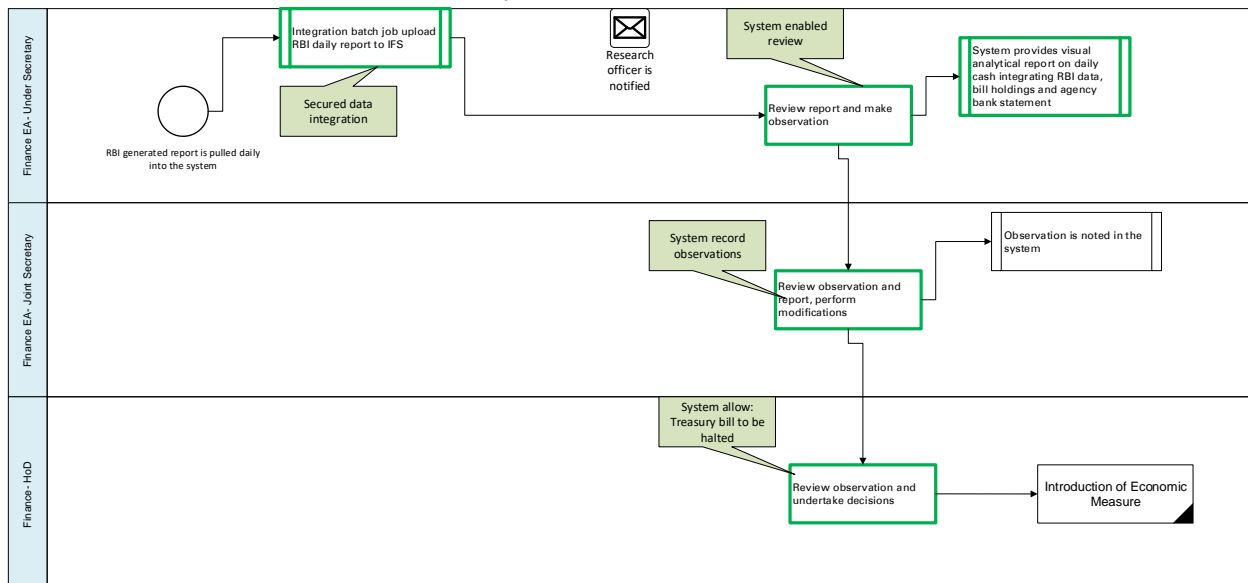 Finance EA- Under Secretary
RBI generated report is pulled daily
into the system
Integration batch job upload
RBI daily report to IFS
Secured data
integration
Research
officer is
notified
System enabled
review
Review report and make
observation
System provides visual
analytical report on daily
cash integrating RBI data,
bill holdings and agency
bank statement
Finance EA- Joint Secretary
System record
observations
Review observation and
report, perform
modifications
Observation is noted in the
system
Finance- HoD
System allow:
Treasury bill to be
halted
Review observation and
undertake decisions
Introduction of Economic
Measure